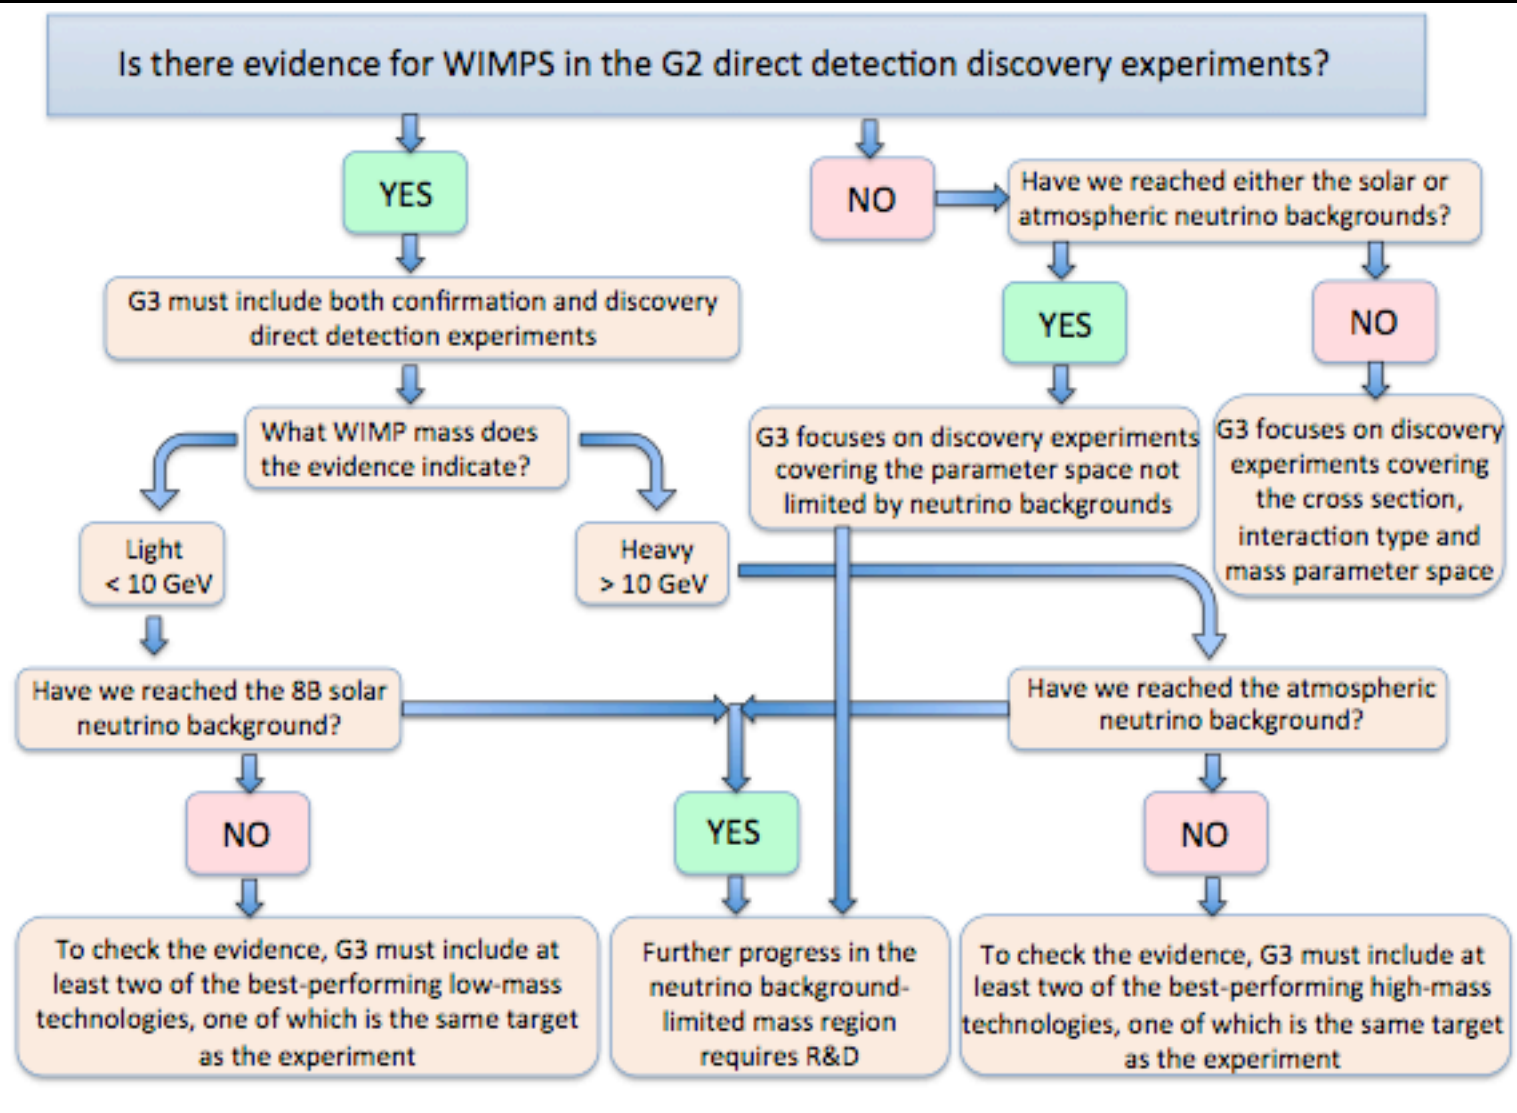 Is there evidence for WIMPS in the G2 direct detection discovery experiments?
YES
NO
Have we reached either the solar or
atmospheric neutrino backgrounds?
G3 must include both confirmation and discovery
direct detection experiments
YES
NO
What WIMP mass does
the evidence indicate?
G3 focuses on discovery experiments
covering the parameter space not
limited by neutrino backgrounds
G3 focuses on discovery
experiments covering
the cross section,
interaction type and
mass parameter space
Light
< 10 GeV
Heavy
> 10 GeV
Have we reached the 8B solar
neutrino background?
Have we reached the atmospheric
neutrino background?
NO
YES
NO
To check the evidence, G3 must include at
least two of the best-performing low-mass
technologies, one of which is the same target
as the experiment
Further progress in the
neutrino background-
limited mass region
requires R&D
To check the evidence, G3 must include at
least two of the best-performing high-mass
technologies, one of which is the same target
as the experiment